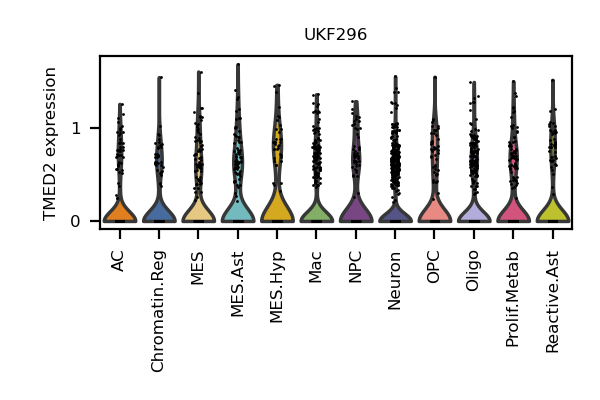 UKF296
TMED2 expression
1
0
AC
Chromatin.Reg
MES
MES.Ast
MES.Hyp
Mac
NPC
Neuron
OPC
Oligo
Prolif.Metab
Reactive.Ast